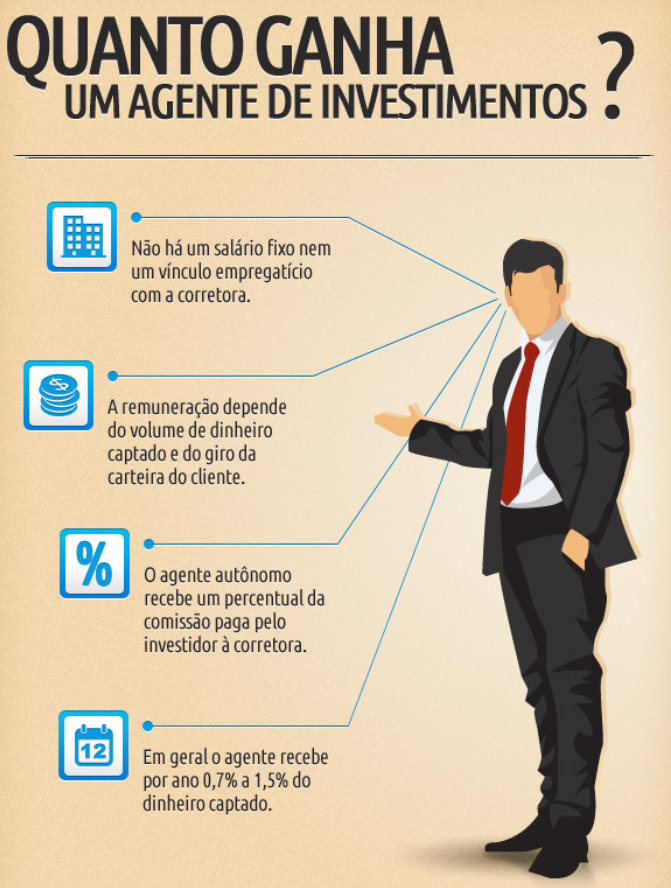 QUANTO GANHA
UM AGENTE DE INVESTIMENTOS ?
Não há um salário fixo nem
um vínculo empregatício
com a corretora.
A remuneração depende
do volume de dinheiro
captado e do giro da
carteira do cliente.
%
O agente autônomo
recebe um percentual da
comissão paga pelo
investidor à corretora.
12
Em geral o agente recebe
por ano 0,7% a 1,5% do
dinheiro captado.